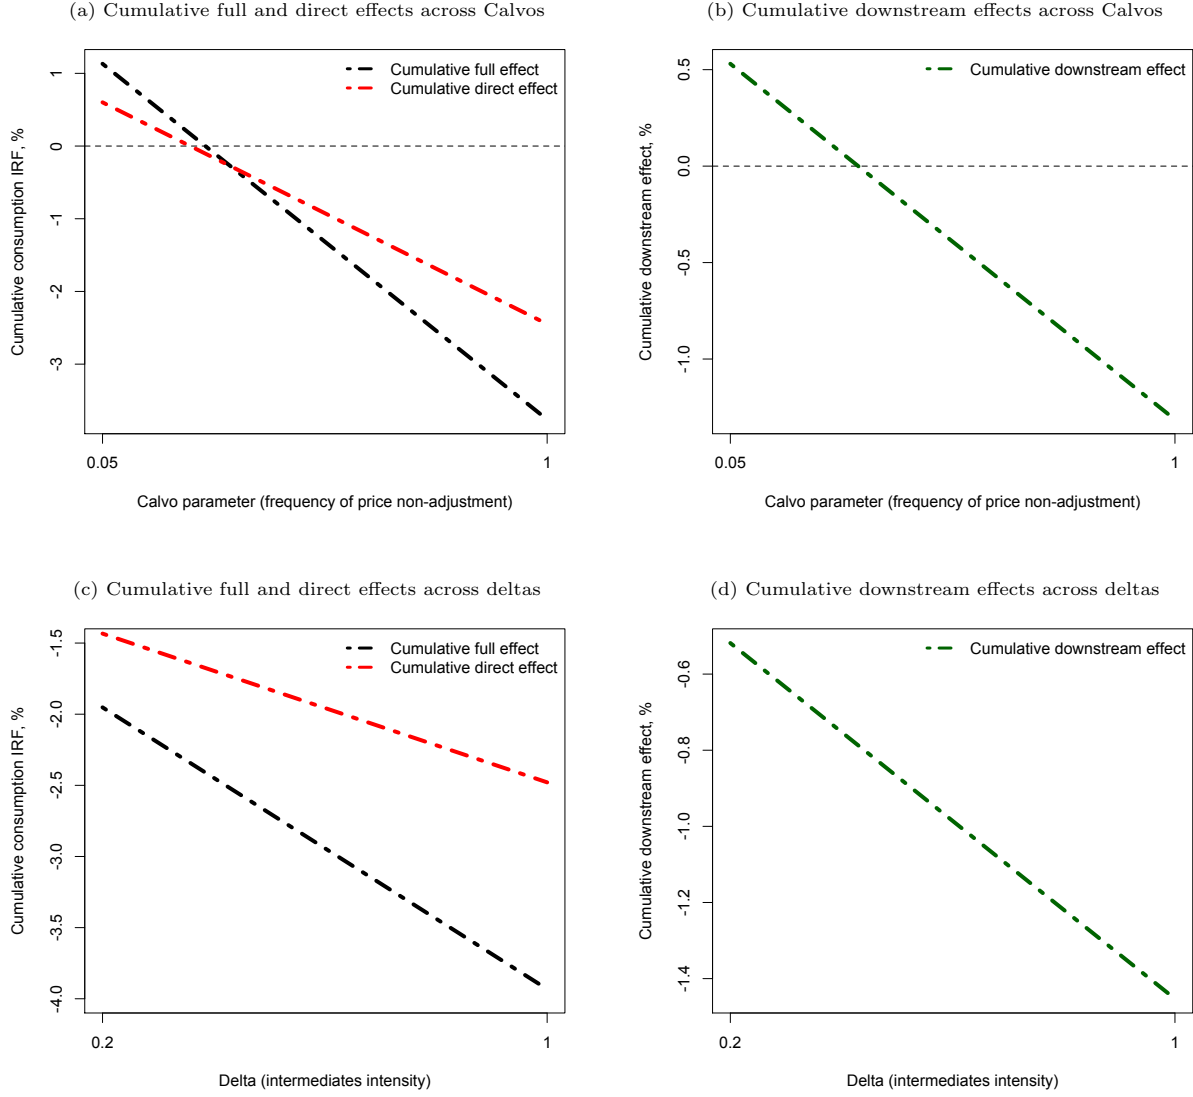 (a) Cumulative full and direct effects across Calvos
Cumulative full effect
Cumulative direct effect
Cumulative consumption IRF, %
1
0
-1
-2
-3
0.05
1
Calvo parameter (frequency of price non-adjustment)
(b) Cumulative downstream effects across Calvos
Cumulative downstream effect
Cumulative downstream effect, %
0.5
0.0
-0.5
-1.0
0.05
1
Calvo parameter (frequency of price non-adjustment)
(c) Cumulative full and direct effects across deltas
Cumulative full effect
Cumulative direct effect
Cumulative consumption IRF, %
-1.5
-2.0
-2.5
-3.0
-3.5
-4.0
0.2
1
Delta (intermediates intensity)
(d) Cumulative downstream effects across deltas
Cumulative downstream effect
Cumulative downstream effect, %
-0.6
-0.8
-1.0
-1.2
-1.4
0.2
1
Delta (intermediates intensity)